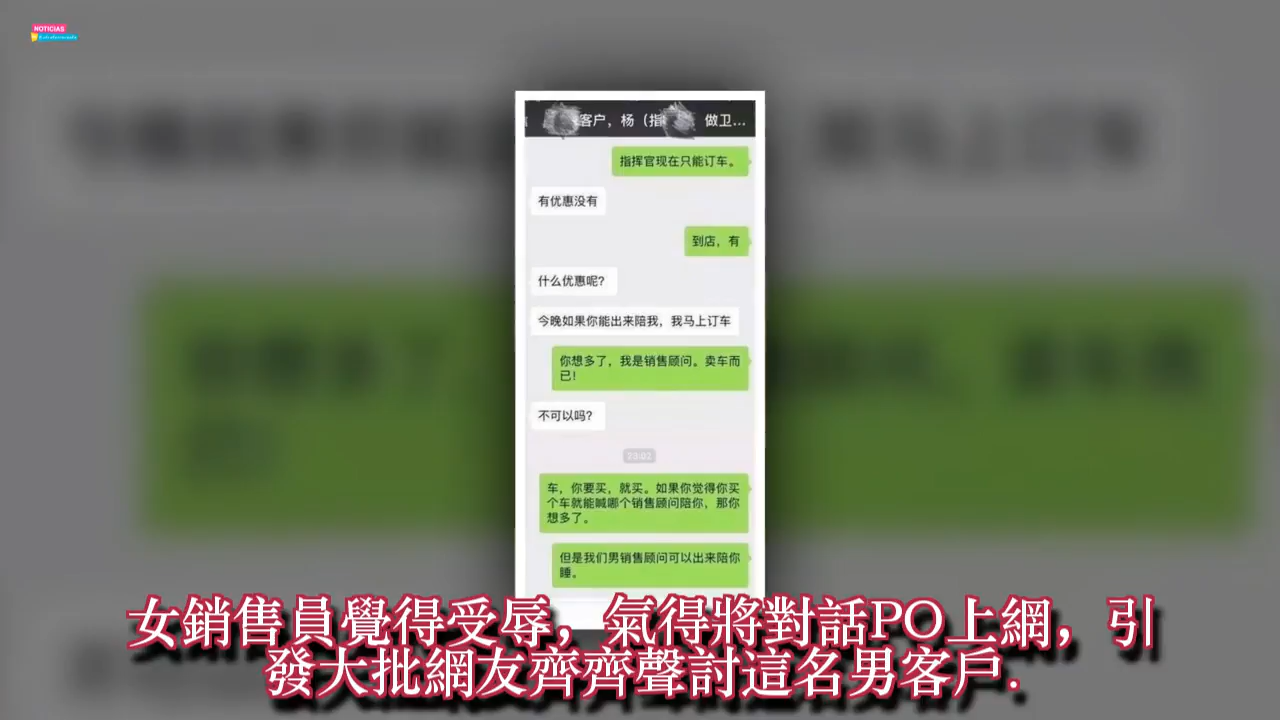 NOTICIAS
客户，杨（指
做卫...
指挥官现在只能订车。
有优惠没有
到店，有
什么优惠呢？
今晚如果你能出来陪我，我马上订车
你想多了，我是销售顾问。卖车而
已！
不可以吗？
23:02
车，你要买，就买。如果你觉得你买
个车就能喊哪个销售顾问陪你，那你
想多了。
但是我们男销售顾问可以出来陪你
睡。
女銷售員覺得受辱，氣得將對話PO上網，引
發大批網友齊齊聲討這名男客戶.